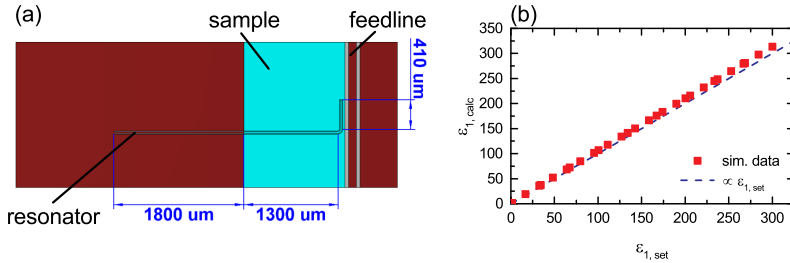 (a)
sample
feedline
410 um
resonator
1800 um
1300 um
(b)
350
300
250
200
150
100
50
0
ε1, calc
sim. data
∝ ε1, set
0 50 100 150 200 250 300
ε1, set